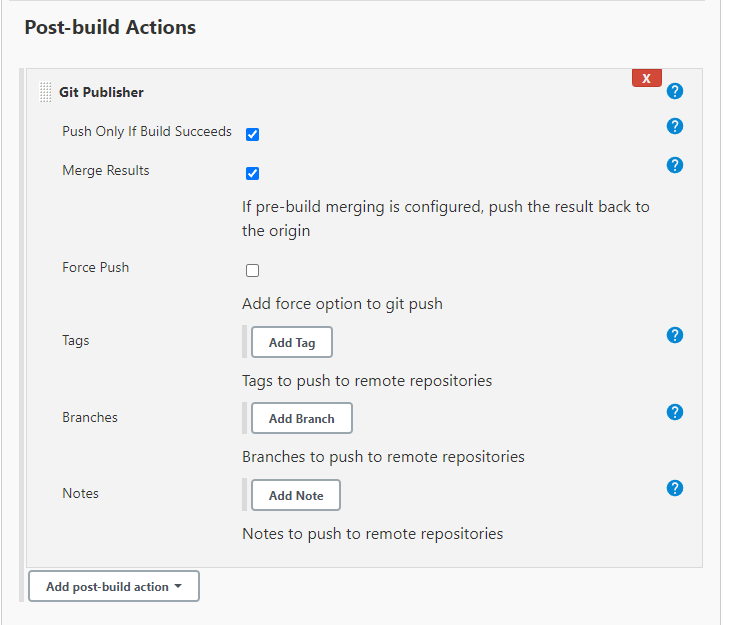 Post-build Actions
X
Git Publisher
?
Push Only If Build Succeeds
?
Merge Results
?
If pre-build merging is configured, push the result back to
the origin
Force Push
Add force option to git push
Tags
Add Tag
?
Tags to push to remote repositories
Branches
Add Branch
?
Branches to push to remote repositories
Notes
Add Note
?
Notes to push to remote repositories
Add post-build action